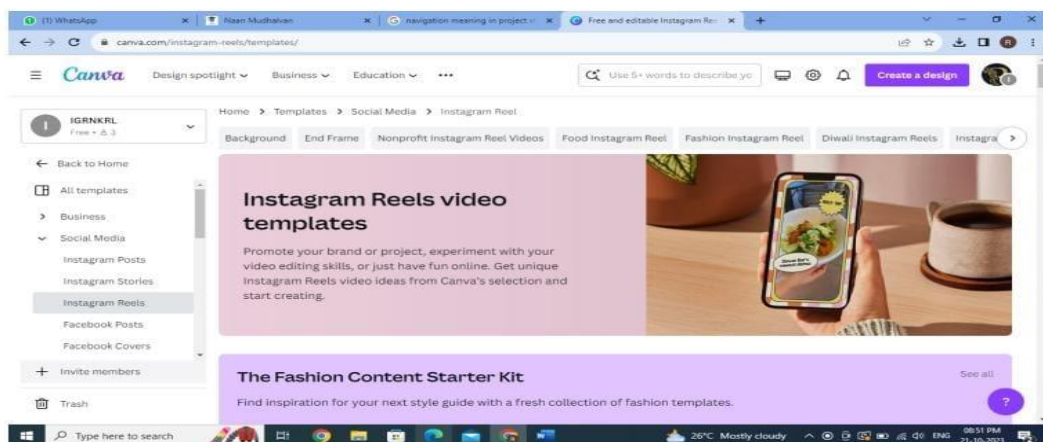 (1) WhatsApp
Naan Mudhalvan
navigation meaning in project
Free and editable Instagram Re
canva.com/instagram-reels/templates/
Canva
Design spotlight
Business
Education
Use 5+ words to describe yo
Create a design
I
IGRNKRL
Free
Home > Templates > Social Media > Instagram Reel
Background
End Frame
Nonprofit Instagram Reel Videos
Food Instagram Reel
Fashion Instagram Reel
Diwali Instagram Reels
Instagra
Back to Home
All templates
Business
Social Media
Instagram Posts
Instagram Stories
Instagram Reels
Facebook Posts
Facebook Covers
Invite members
Trash
Instagram Reels video
templates
Promote your brand or project, experiment with your
video editing skills, or just have fun online. Get unique
Instagram Reels video ideas from Canva's selection and
start creating.
The Fashion Content Starter Kit
See all
Find inspiration for your next style guide with a fresh collection of fashion templates.
?
Type here to search
26°C Mostly cloudy
ENG
08:51 PM
21-10-2023